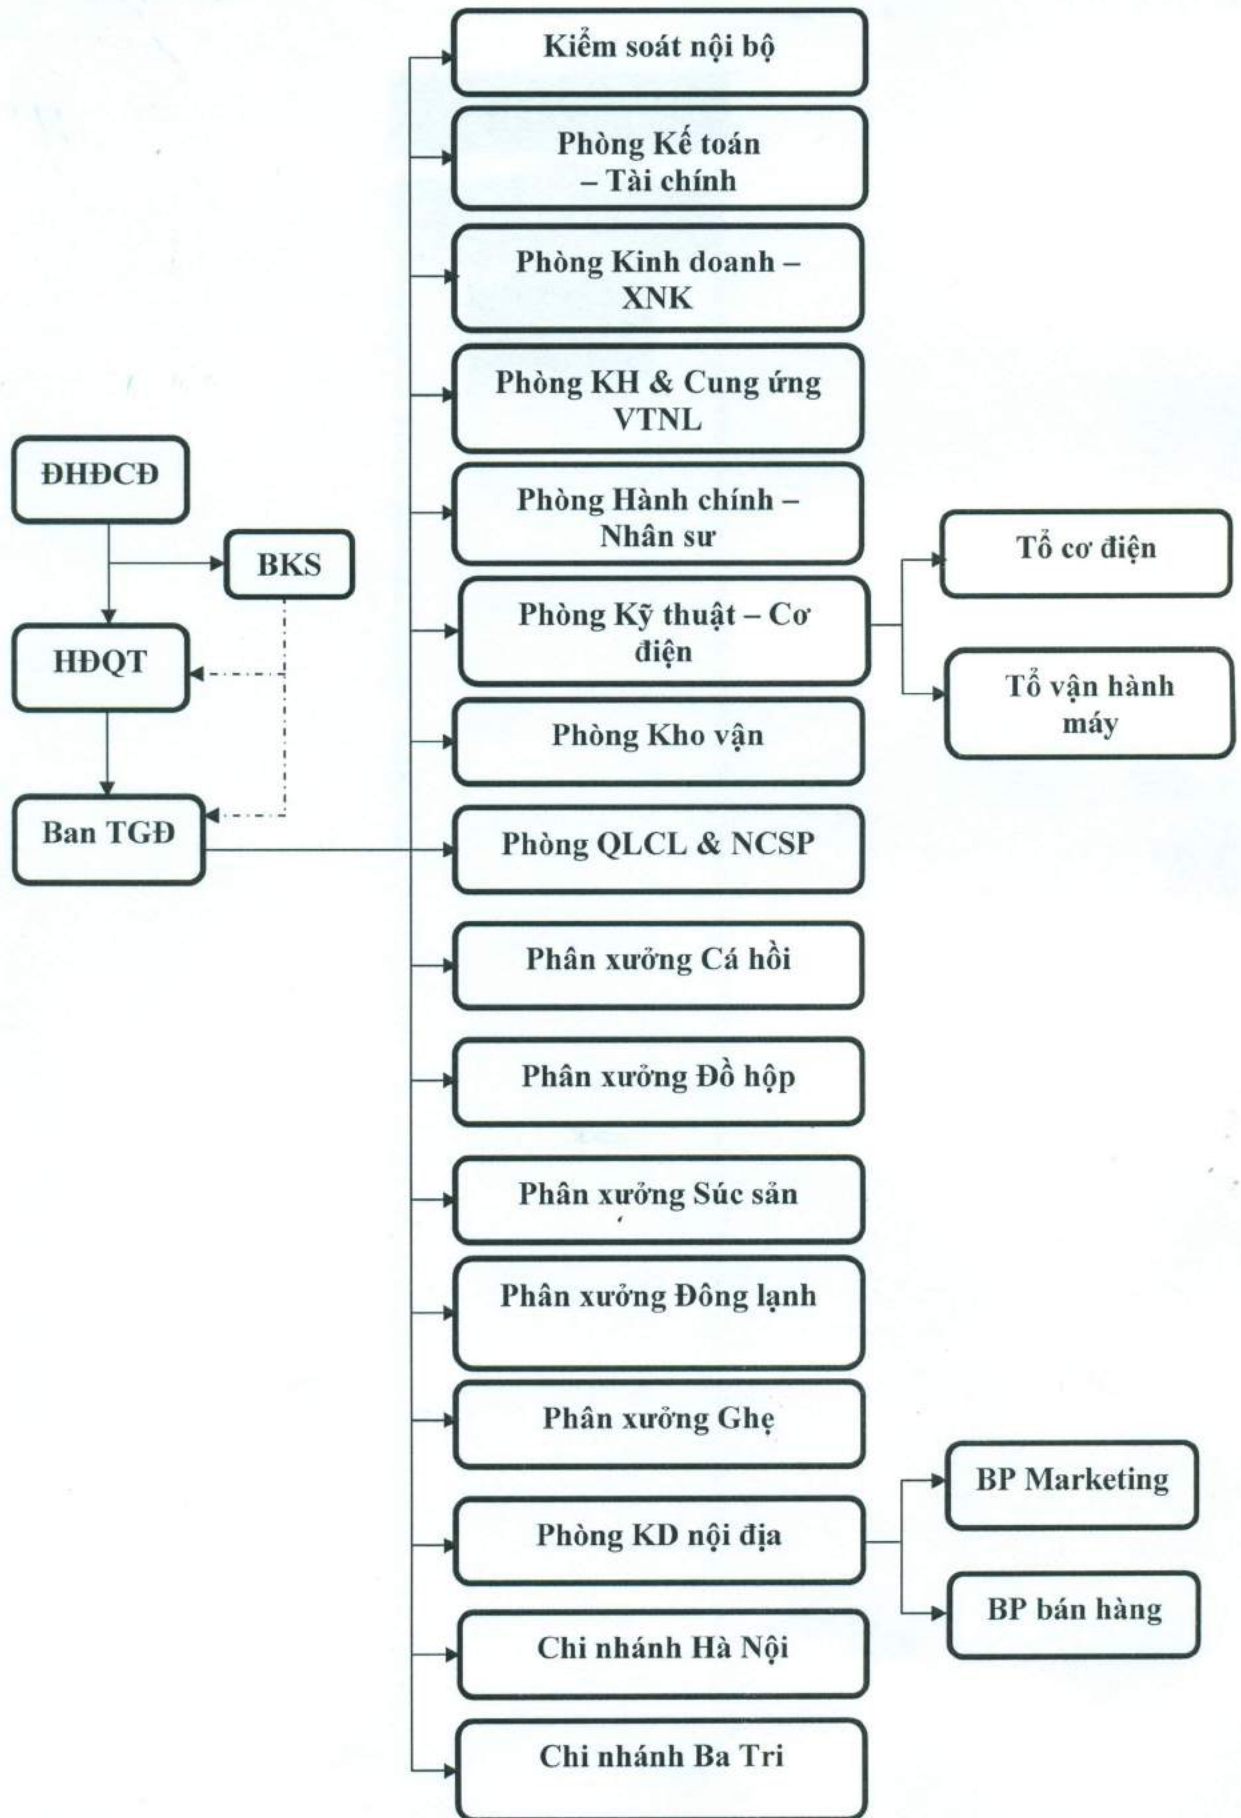 Kiểm soát nội bộ
Phòng Kế toán
– Tài chính
Phòng Kinh doanh –
XNK
Phòng KH & Cung ứng
VTNL
Phòng Hành chính –
Nhân sư
Phòng Kỹ thuật – Cơ
điện
Tổ cơ điện
Tổ vận hành
máy
ĐHĐCĐ
BKS
HĐQT
Ban TGĐ
Phòng Kho vận
Phòng QLCL & NCSP
Phân xưởng Cá hồi
Phân xưởng Đồ hộp
Phân xưởng Súc sản
Phân xưởng Đông lạnh
Phân xưởng Ghẹ
Phòng KD nội địa
BP Marketing
BP bán hàng
Chi nhánh Hà Nội
Chi nhánh Ba Tri